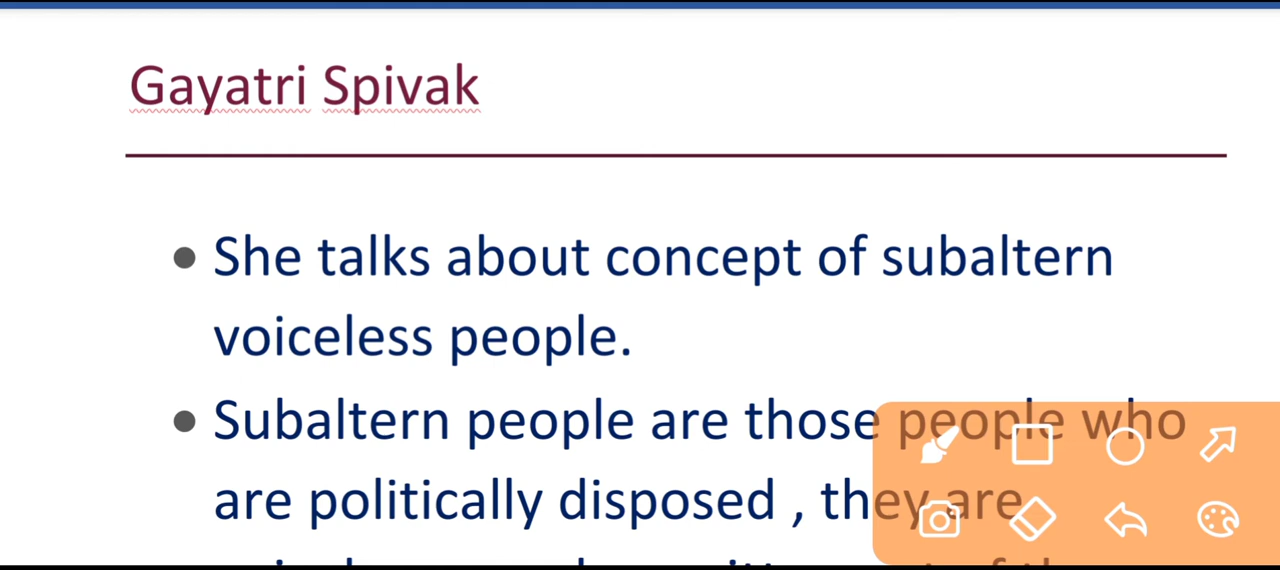 Gayatri Spivak
She talks about concept of subaltern
voiceless people.
Subaltern people are those people who
are politically disposed , they are